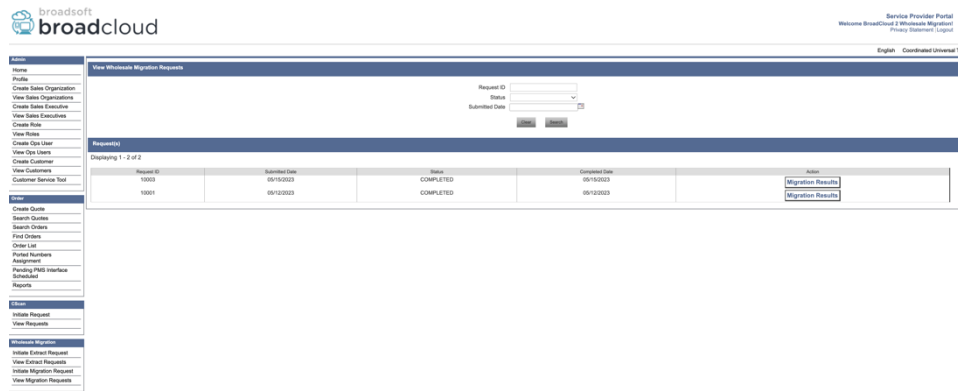 broadsoft
broadcloud
Service Provider Portal
Welcome BroadCloud 2 Wholesale Migration!
Privacy Statement | Logout
English Coordinated Universal T
Admin
Home
Profile
Create Sales Organization
View Sales Organizations
Create Sales Executive
View Sales Executives
Create Role
View Roles
Create Ops User
View Ops Users
Create Customer
View Customers
Customer Service Tool
Order
Create Quote
Search Quotes
Search Orders
Find Orders
Order List
Ported Numbers
Assignment
Pending PMS Interface
Scheduled
Reports
CScan
Initiate Request
View Requests
Wholesale Migration
Initiate Extract Request
View Extract Requests
Initiate Migration Request
View Migration Requests
View Wholesale Migration Requests
Request ID
Status
Submitted Date
Clear Search
Request(s)
Displaying 1 - 2 of 2
Request ID Submitted Date Status Completed Date Action
10003 05/15/2023 COMPLETED 05/15/2023 Migration Results
10001 05/12/2023 COMPLETED 05/12/2023 Migration Results